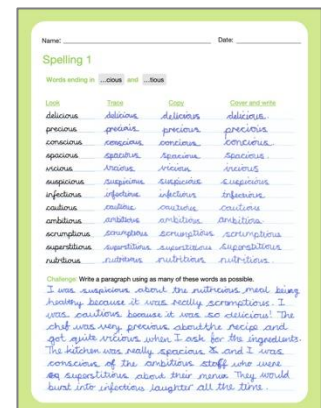 Name: Date:
Spelling 1
Words ending in ...cious and ...tious
Look Trace Copy Cover and write
delicious delicious delicious delicious
precious precious precious precious
conscious conscious concious concious
spacious spacious spacious spacious
vicious vicious vicious vicious
suspicious suspicious suspicious suspicious
infectious infectious infectious infectious
cautious cautious cautious cautious
ambitious ambitious ambitious ambitious
scrumptious scrumptious scrumptious scrumptious
superstitious superstitious superstitious superstitious
nutritious nutritious nutritious nutritious
Challenge: Write a paragraph using as many of these words as possible.
I was suspicious about the nutricious meal being
healthy because it was really scromptions. I
was cautious because it was so delicious! The
chef was very precious about the recipe and
got quite vicious when I ask for the ingredients.
The kitchen was really spacious & and I was
conscious of the ambitious staff who were
superstitious about their menus. They would
burst into infectious laughter all the time.